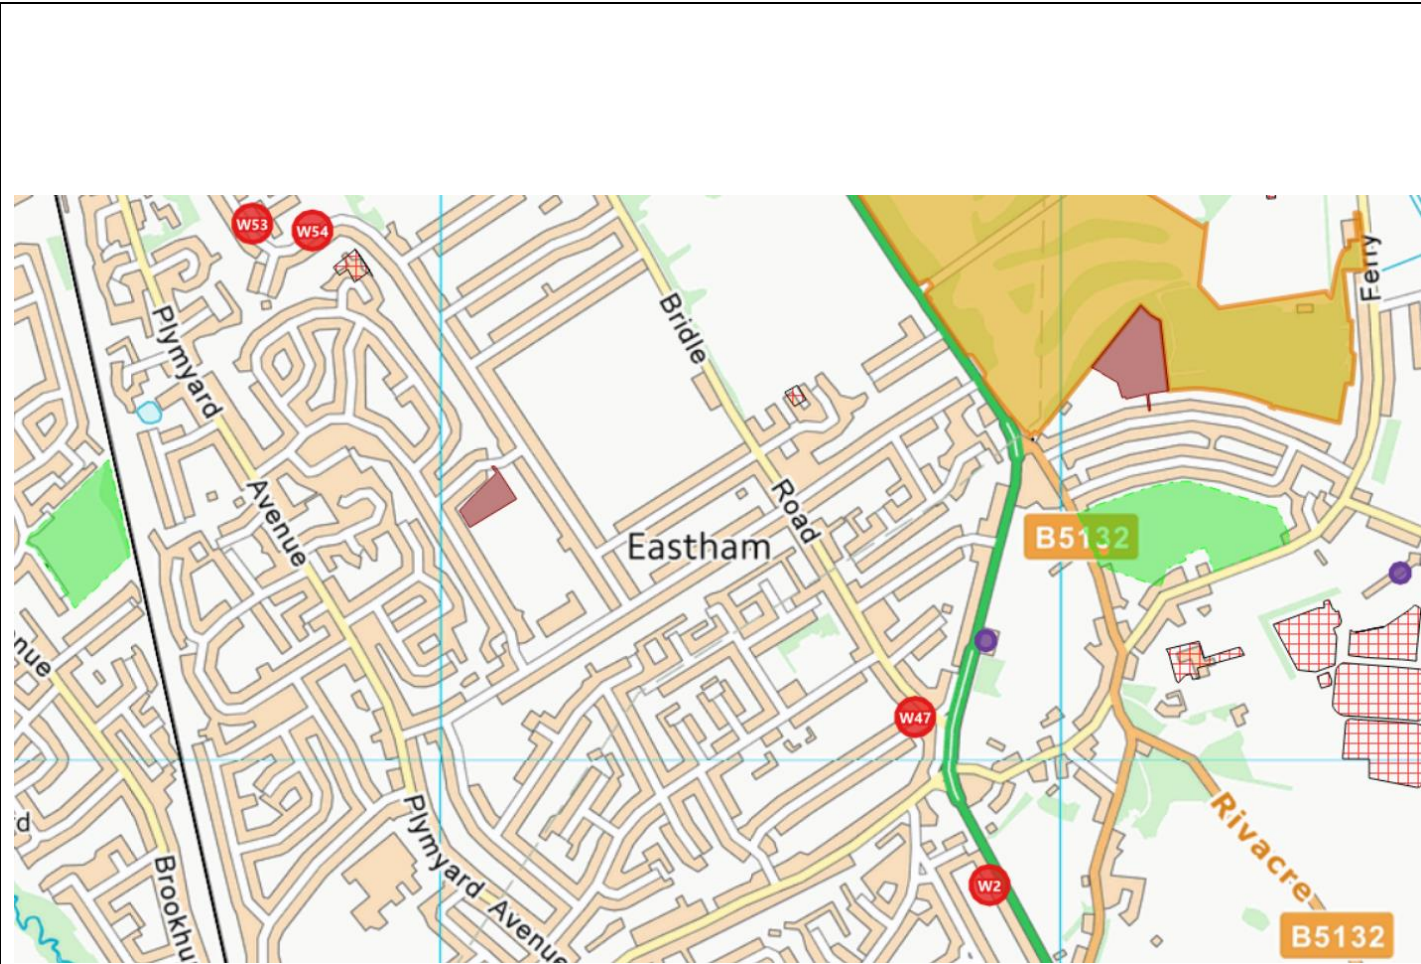 W53
W54
Ferry
Plymyard
Avenue
Bridle
Road
Eastham
B5132
nue
W47
d
Plymyard Avenue
W2
Rivacre
Brookhu
B5132